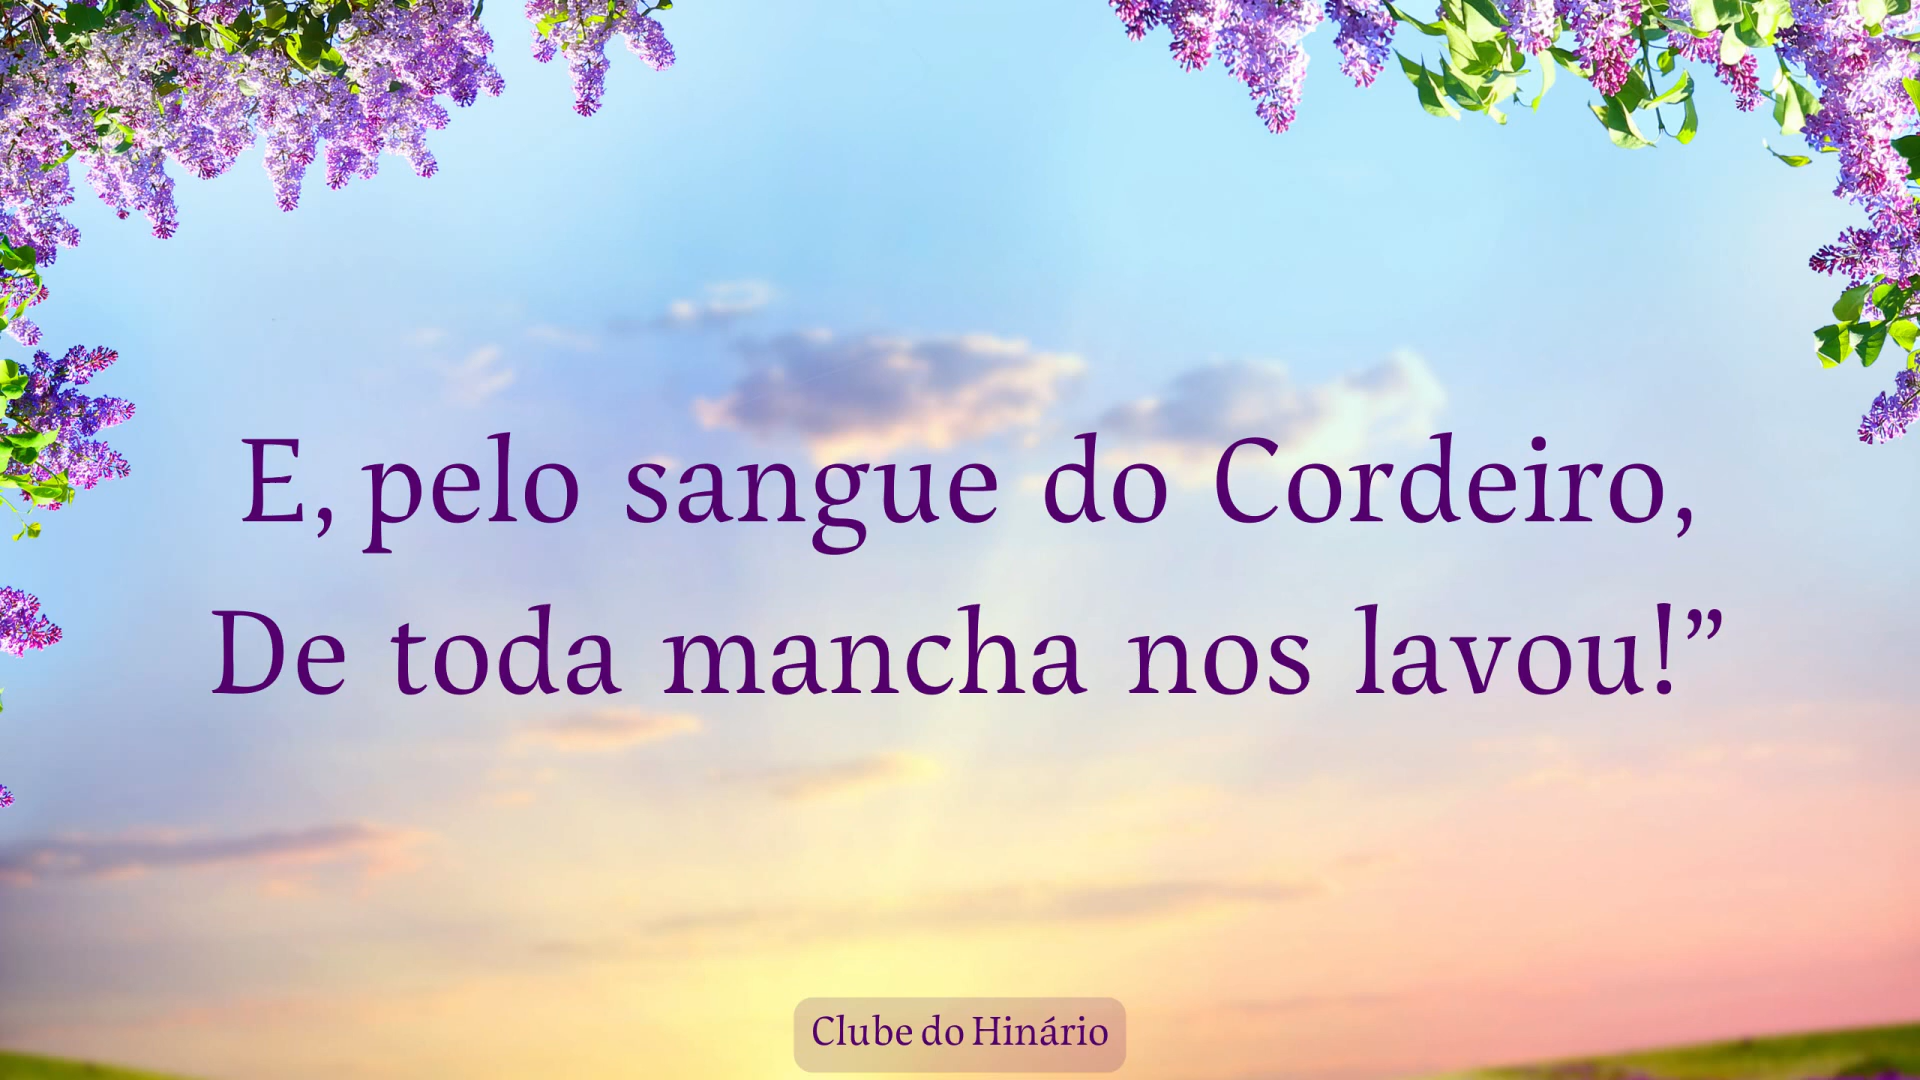 E, pelo sangue do Cordeiro,
De toda mancha nos lavou!”
Clube do Hinário